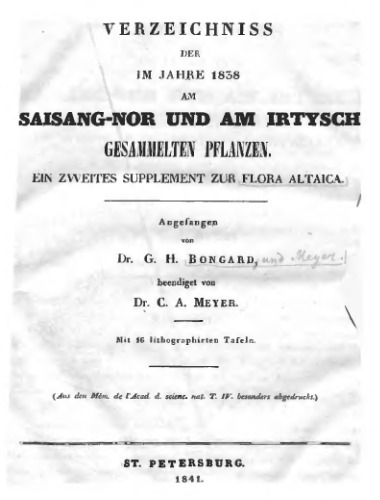 VERZEICHNISS
DER
IM JAHRE 1838
AM
SAISANG-NOR UND AM IRTYSCH
GESAMMELTEN PFLANZEN.
EIN ZWEITES SUPPLEMENT ZUR FLORA ALTAICA.
Angefangen
von
Dr. G. H. BONGARD, und Meyer.
beendiget von
Dr. C. A. MEYER.
Mit 16 lithographirten Tafeln.
(Aus den Mém. de l'Acad. d. scienc. nat. T. IV. besonders abgedruckt.)
ST. PETERSBURG.
1841.